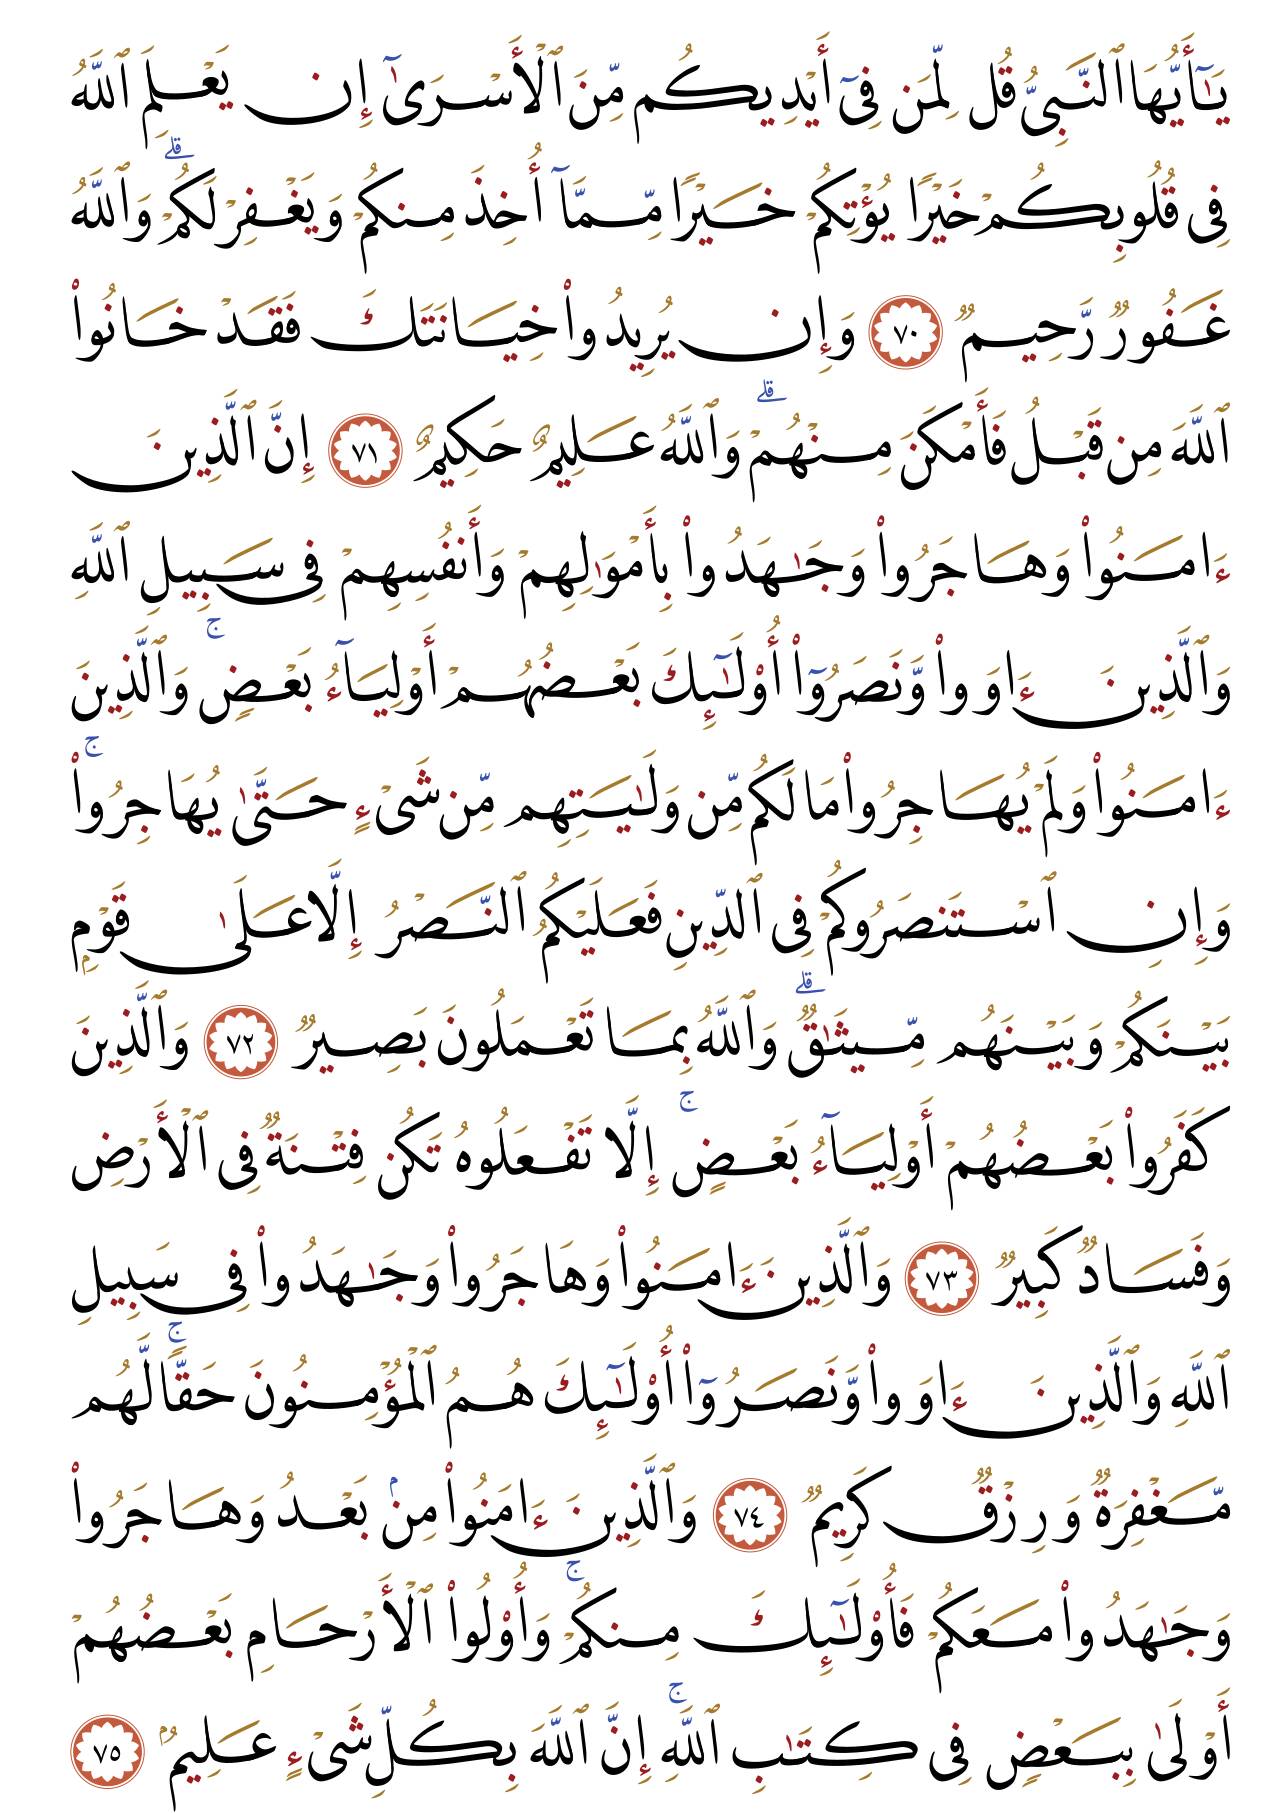 يَـٰٓأَيُّهَا ٱلنَّبِىُّ قُل لِّمَن فِىٓ أَيْدِيكُم مِّنَ ٱلْأَسْرَىٰٓ إِن يَعْلَمِ ٱللَّهُ
فِى قُلُوبِكُمْ خَيْرًا يُؤْتِكُمْ خَيْرًا مِّمَّآ أُخِذَ مِنكُمْ وَيَغْفِرْ لَكُمْ ۗ وَٱللَّهُ
غَفُورٌ رَّحِيمٌ ٧٠ وَإِن يُرِيدُوا۟ خِيَانَتَكَ فَقَدْ خَانُوا۟
ٱللَّهَ مِن قَبْلُ فَأَمْكَنَ مِنْهُمْ ۗ وَٱللَّهُ عَلِيمٌ حَكِيمٌ ٧١ إِنَّ ٱلَّذِينَ
ءَامَنُوا۟ وَهَاجَرُوا۟ وَجَـٰهَدُوا۟ بِأَمْوَٰلِهِمْ وَأَنفُسِهِمْ فِى سَبِيلِ ٱللَّهِ
وَٱلَّذِينَ ءَاوَوا۟ وَّنَصَرُوٓا۟ أُو۟لَـٰٓئِكَ بَعْضُهُمْ أَوْلِيَآءُ بَعْضٍ ۚ وَٱلَّذِينَ
ءَامَنُوا۟ وَلَمْ يُهَاجِرُوا۟ مَا لَكُم مِّن وَلَـٰيَتِهِم مِّن شَىْءٍ حَتَّىٰ يُهَاجِرُوا۟ ۚ
وَإِنِ ٱسْتَنصَرُوكُمْ فِى ٱلدِّينِ فَعَلَيْكُمُ ٱلنَّصْرُ إِلَّا عَلَىٰ قَوْمٍۭ
بَيْنَكُمْ وَبَيْنَهُم مِّيثَـٰقٌ ۗ وَٱللَّهُ بِمَا تَعْمَلُونَ بَصِيرٌ ٧٢ وَٱلَّذِينَ
كَفَرُوا۟ بَعْضُهُمْ أَوْلِيَآءُ بَعْضٍ ۚ إِلَّا تَفْعَلُوهُ تَكُن فِتْنَةٌ فِى ٱلْأَرْضِ
وَفَسَادٌ كَبِيرٌ ٧٣ وَٱلَّذِينَ ءَامَنُوا۟ وَهَاجَرُوا۟ وَجَـٰهَدُوا۟ فِى سَبِيلِ
ٱللَّهِ وَٱلَّذِينَ ءَاوَوا۟ وَّنَصَرُوٓا۟ أُو۟لَـٰٓئِكَ هُمُ ٱلْمُؤْمِنُونَ حَقًّا ۚ لَّهُم
مَّغْفِرَةٌ وَرِزْقٌ كَرِيمٌ ٧٤ وَٱلَّذِينَ ءَامَنُوا۟ مِنۢ بَعْدُ وَهَاجَرُوا۟
وَجَـٰهَدُوا۟ مَعَكُمْ فَأُو۟لَـٰٓئِكَ مِنكُمْ ۚ وَأُو۟لُوا۟ ٱلْأَرْحَامِ بَعْضُهُمْ
أَوْلَىٰ بِبَعْضٍ فِى كِتَـٰبِ ٱللَّهِ ۚ إِنَّ ٱللَّهَ بِكُلِّ شَىْءٍ عَلِيمٌۢ ٧٥